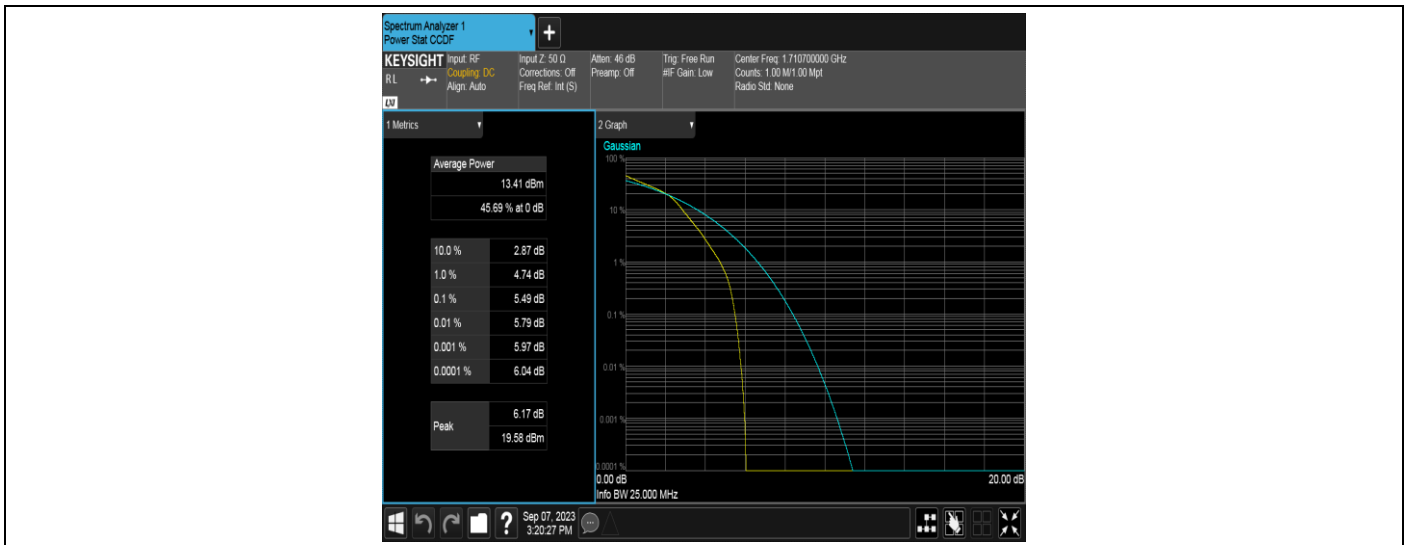 Spectrum Analyzer 1
Power Stat CCDF
+
KEYSIGHT
RL
LXI
Input: RF
Coupling: DC
Align: Auto
Input Z: 50 Ω
Corrections: Off
Freq Ref: Int (S)
Atten: 46 dB
Preamp: Off
Trig: Free Run
#IF Gain: Low
Center Freq: 1.710700000 GHz
Counts: 1.00 M/1.00 Mpt
Radio Std: None
1 Metrics
Average Power
13.41 dBm
45.69 % at 0 dB
10.0 % 2.87 dB
1.0 % 4.74 dB
0.1 % 5.49 dB
0.01 % 5.79 dB
0.001 % 5.97 dB
0.0001 % 6.04 dB
Peak
6.17 dB
19.58 dBm
2 Graph
Gaussian
100 %
10 %
1 %
0.1 %
0.01 %
0.001 %
0.0001 %
0.00 dB 20.00 dB
Info BW 25.000 MHz
?
Sep 07, 2023
3:20:27 PM